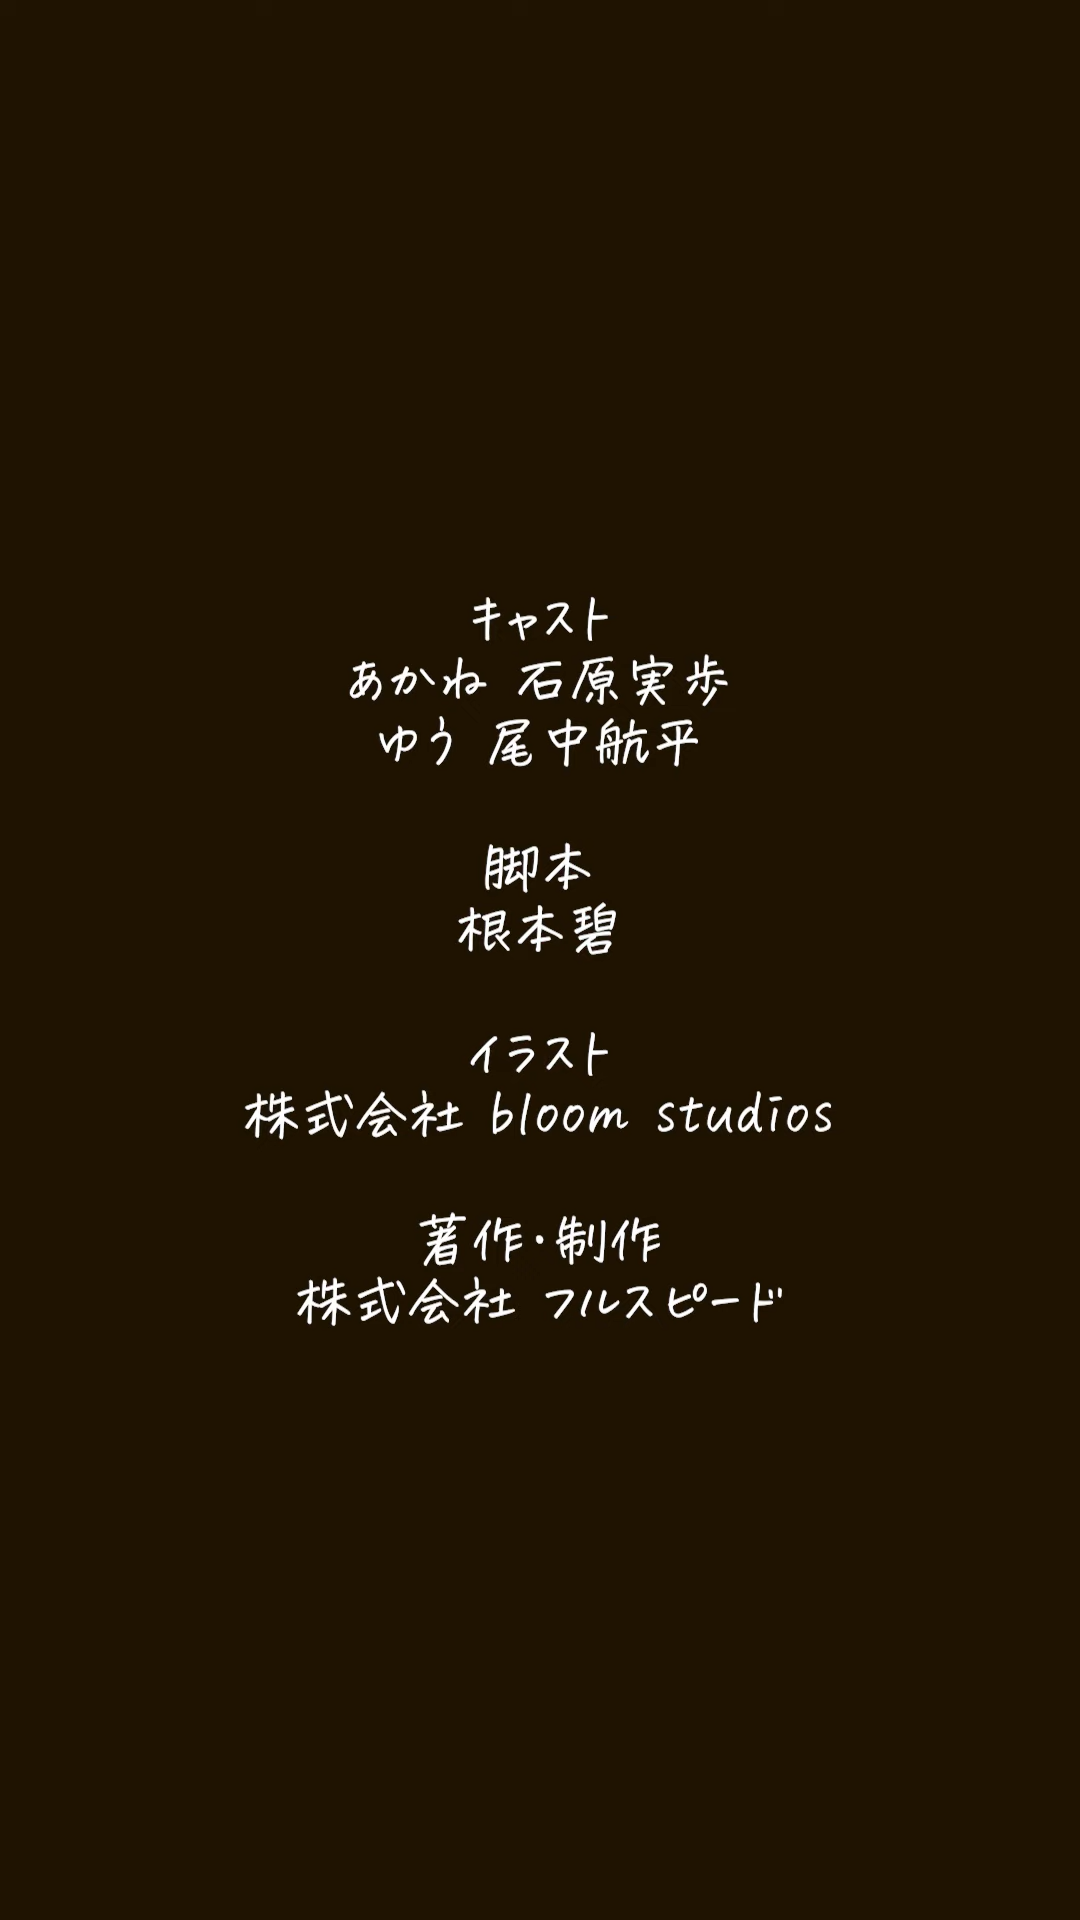 キャスト
あかね 石原実歩
ゆう 尾中航平
脚本
根本碧
イラスト
株式会社 bloom studios
著作・制作
株式会社 フルスピード